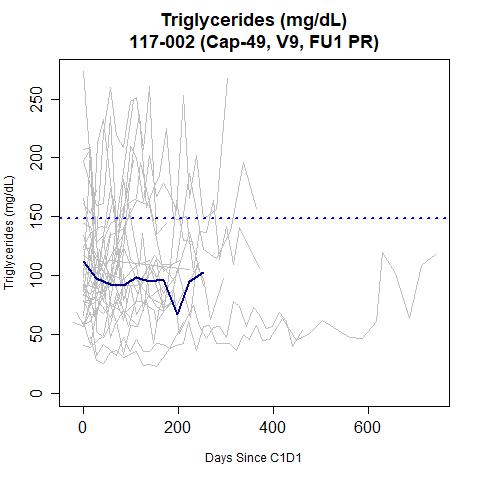 Triglycerides (mg/dL)
117-002 (Cap-49, V9, FU1 PR)
Triglycerides (mg/dL)
250
200
150
100
50
0
0
200
400
600
Days Since C1D1